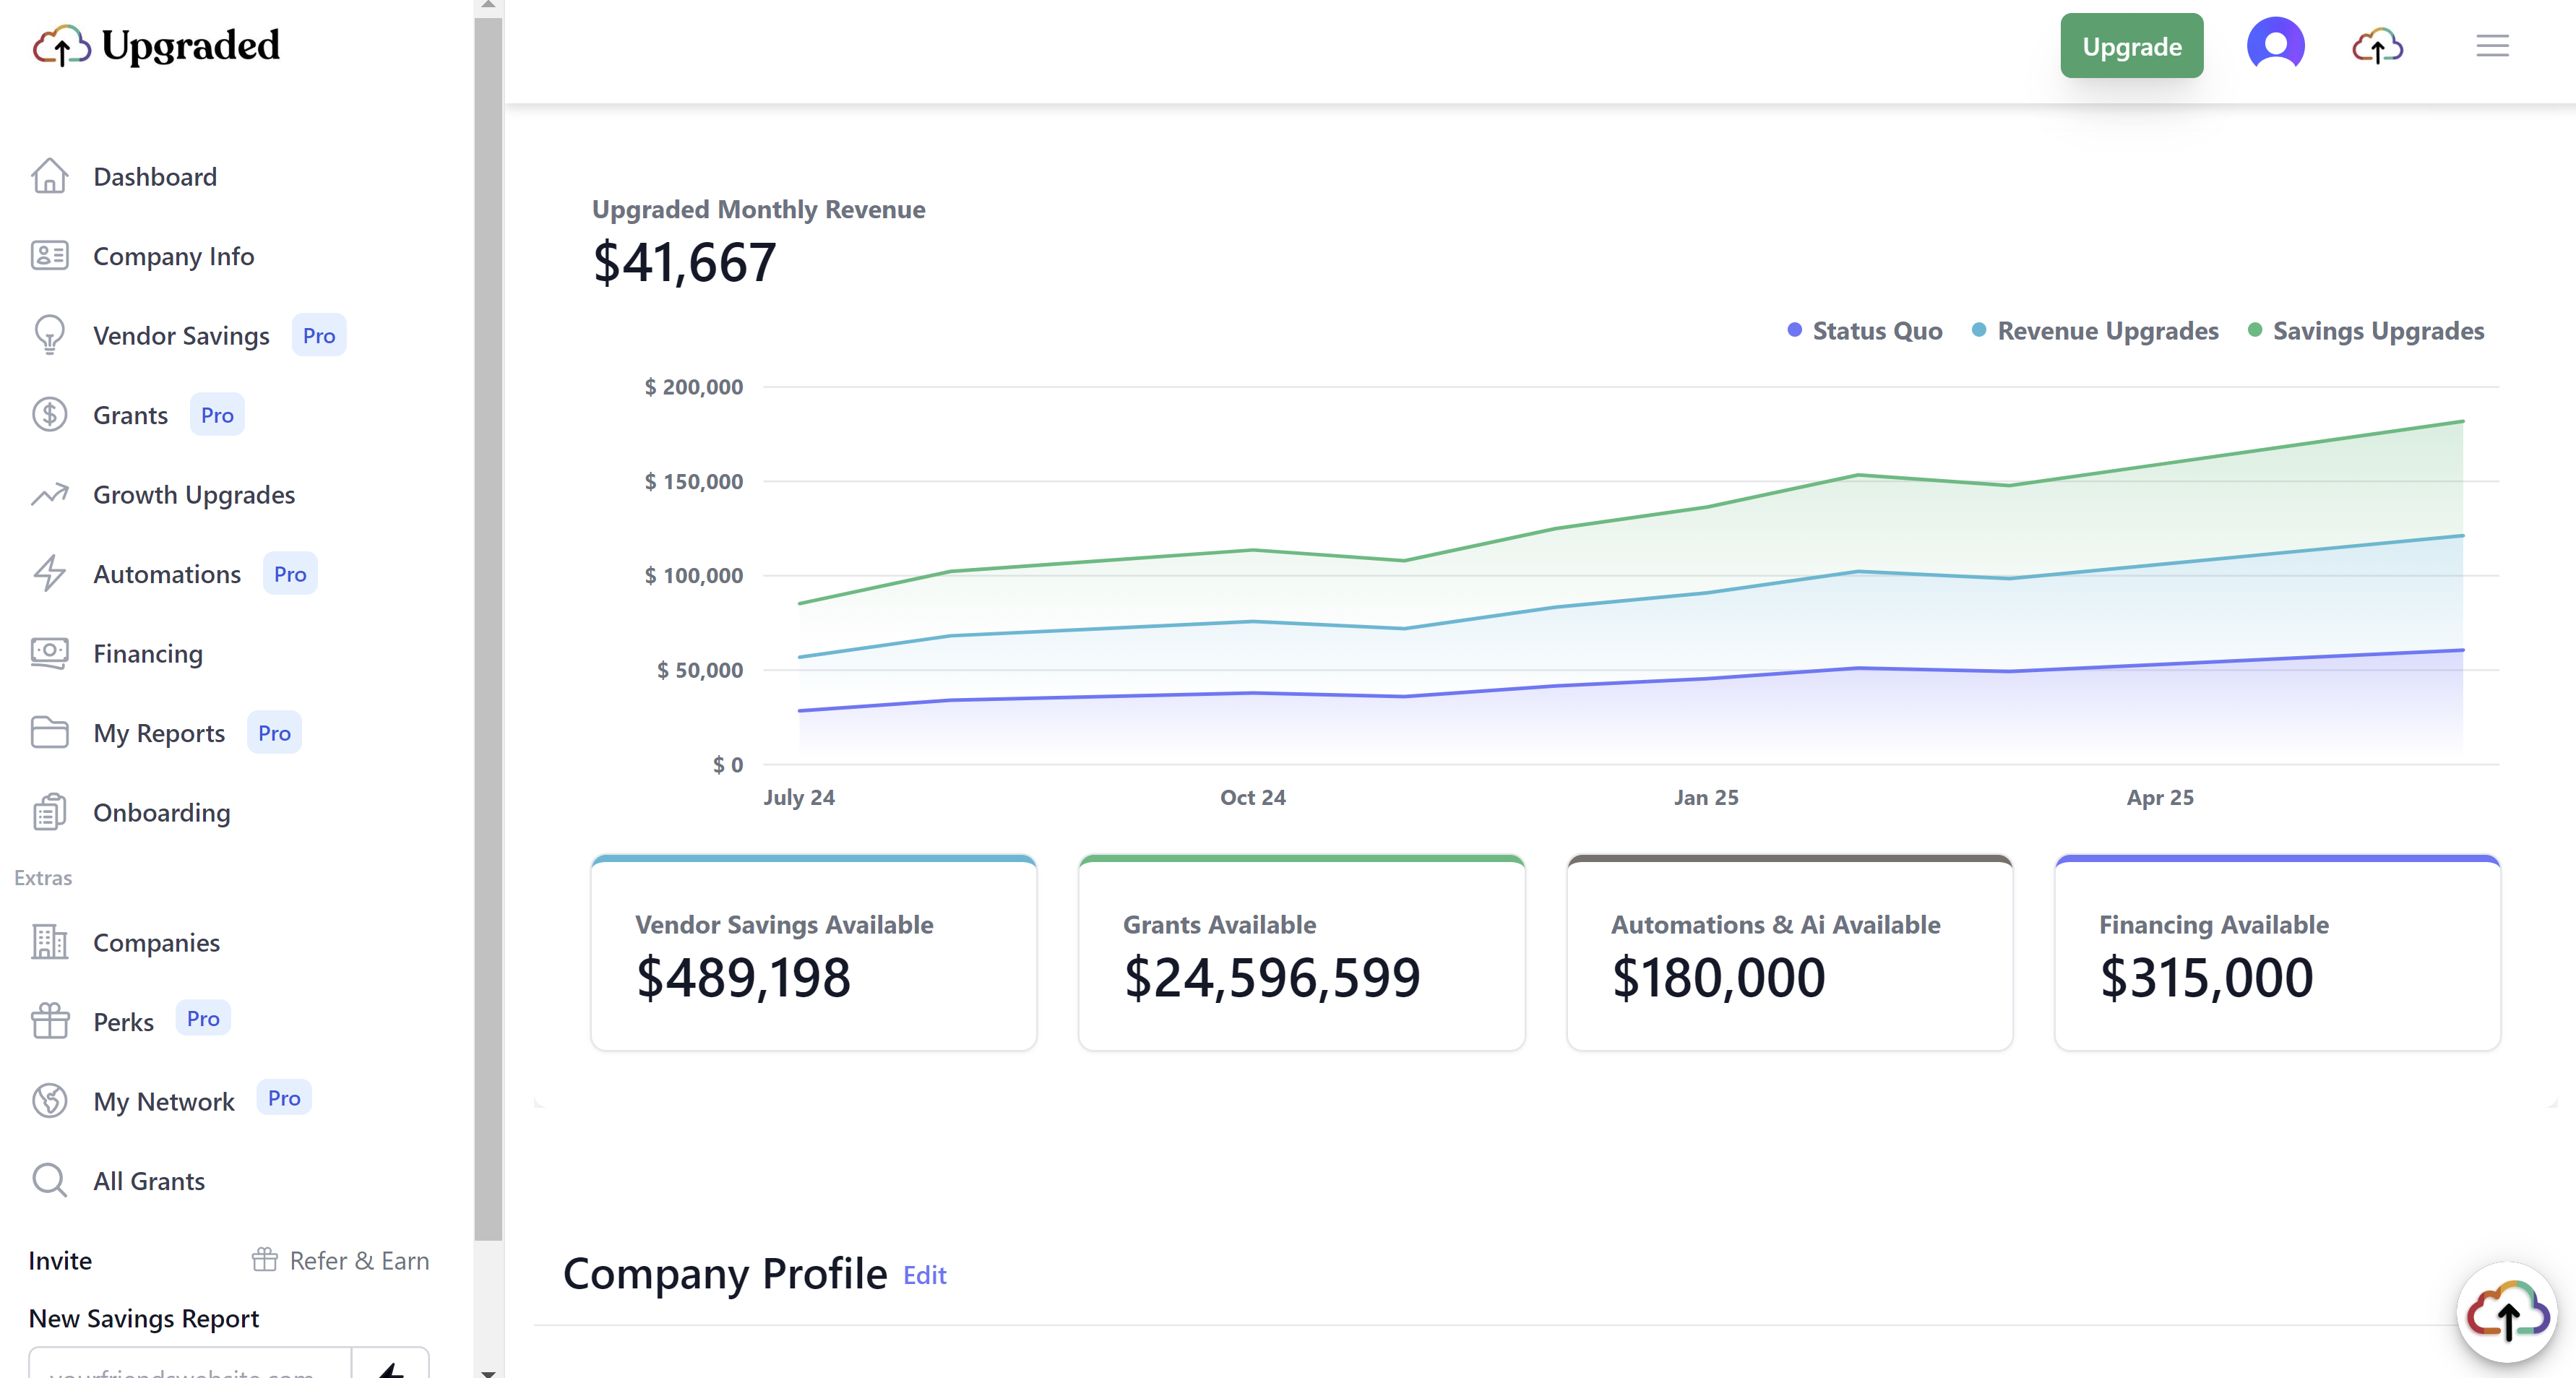 Upgraded
Upgrade
Dashboard
Company Info
Vendor Savings Pro
Grants Pro
Growth Upgrades
Automations Pro
Financing
My Reports Pro
Onboarding
Extras
Companies
Perks Pro
My Network Pro
All Grants
Invite Refer & Earn
New Savings Report
yourfriendswebsite.com
Upgraded Monthly Revenue
$41,667
Status Quo Revenue Upgrades Savings Upgrades
$ 200,000
$ 150,000
$ 100,000
$ 50,000
$ 0
July 24 Oct 24 Jan 25 Apr 25
Vendor Savings Available
$489,198
Grants Available
$24,596,599
Automations & Ai Available
$180,000
Financing Available
$315,000
Company Profile Edit